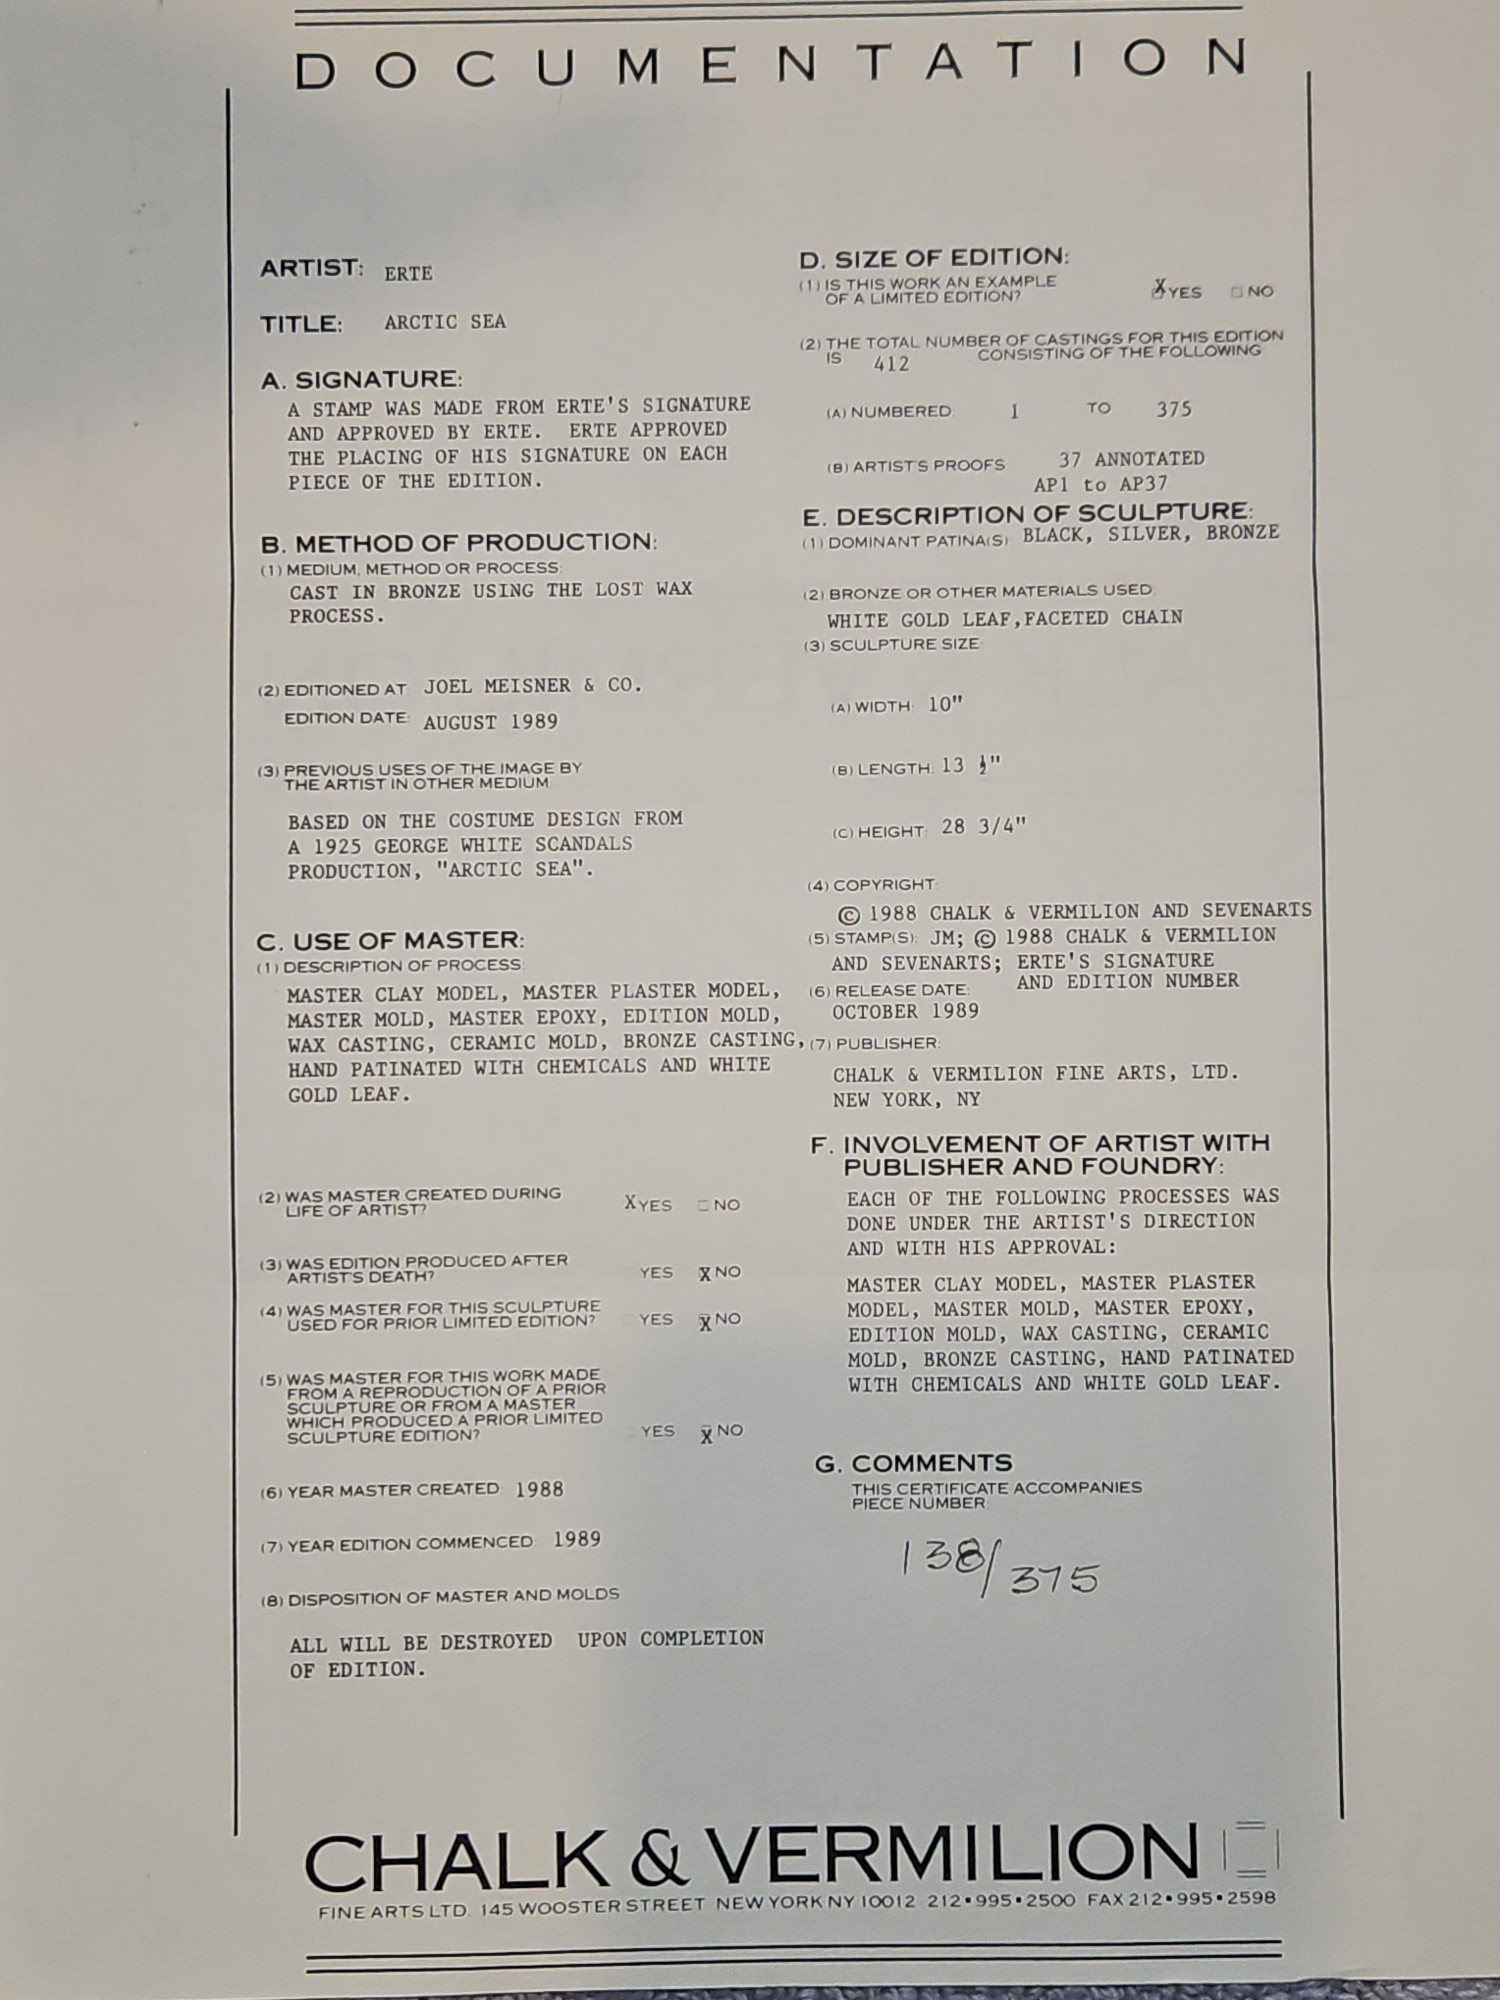 DOCUMENTATION
ARTIST: ERTE
TITLE: ARCTIC SEA
A. SIGNATURE:
A STAMP WAS MADE FROM ERTE'S SIGNATURE
AND APPROVED BY ERTE. ERTE APPROVED
THE PLACING OF HIS SIGNATURE ON EACH
PIECE OF THE EDITION.
B. METHOD OF PRODUCTION:
(1) MEDIUM, METHOD OR PROCESS:
CAST IN BRONZE USING THE LOST WAX
PROCESS.
(2) EDITIONED AT: JOEL MEISNER & CO.
EDITION DATE: AUGUST 1989
(3) PREVIOUS USES OF THE IMAGE BY
THE ARTIST IN OTHER MEDIUM:
BASED ON THE COSTUME DESIGN FROM
A 1925 GEORGE WHITE SCANDALS
PRODUCTION, "ARCTIC SEA".
C. USE OF MASTER:
(1) DESCRIPTION OF PROCESS:
MASTER CLAY MODEL, MASTER PLASTER MODEL,
MASTER MOLD, MASTER EPOXY, EDITION MOLD,
WAX CASTING, CERAMIC MOLD, BRONZE CASTING,
HAND PATINATED WITH CHEMICALS AND WHITE
GOLD LEAF.
(2) WAS MASTER CREATED DURING
LIFE OF ARTIST? X YES NO
(3) WAS EDITION PRODUCED AFTER
ARTIST'S DEATH? YES X NO
(4) WAS MASTER FOR THIS SCULPTURE
USED FOR PRIOR LIMITED EDITION? YES X NO
(5) WAS MASTER FOR THIS WORK MADE
FROM A REPRODUCTION OF A PRIOR
SCULPTURE OR FROM A MASTER
WHICH PRODUCED A PRIOR LIMITED
SCULPTURE EDITION? YES X NO
(6) YEAR MASTER CREATED: 1988
(7) YEAR EDITION COMMENCED: 1989
(8) DISPOSITION OF MASTER AND MOLDS
ALL WILL BE DESTROYED UPON COMPLETION
OF EDITION.
D. SIZE OF EDITION:
(1) IS THIS WORK AN EXAMPLE
OF A LIMITED EDITION? X YES NO
(2) THE TOTAL NUMBER OF CASTINGS FOR THIS EDITION
IS 412 CONSISTING OF THE FOLLOWING:
(A) NUMBERED: 1 TO 375
(B) ARTIST'S PROOFS: 37 ANNOTATED
AP1 to AP37
E. DESCRIPTION OF SCULPTURE:
(1) DOMINANT PATINA(S): BLACK, SILVER, BRONZE
(2) BRONZE OR OTHER MATERIALS USED:
WHITE GOLD LEAF, FACETED CHAIN
(3) SCULPTURE SIZE:
(A) WIDTH: 10"
(B) LENGTH: 13 ½"
(C) HEIGHT: 28 3/4"
(4) COPYRIGHT:
© 1988 CHALK & VERMILION AND SEVENARTS
(5) STAMP(S): JM; © 1988 CHALK & VERMILION
AND SEVENARTS; ERTE'S SIGNATURE
AND EDITION NUMBER
(6) RELEASE DATE:
OCTOBER 1989
(7) PUBLISHER:
CHALK & VERMILION FINE ARTS, LTD.
NEW YORK, NY
F. INVOLVEMENT OF ARTIST WITH
PUBLISHER AND FOUNDRY:
EACH OF THE FOLLOWING PROCESSES WAS
DONE UNDER THE ARTIST'S DIRECTION
AND WITH HIS APPROVAL:
MASTER CLAY MODEL, MASTER PLASTER
MODEL, MASTER MOLD, MASTER EPOXY,
EDITION MOLD, WAX CASTING, CERAMIC
MOLD, BRONZE CASTING, HAND PATINATED
WITH CHEMICALS AND WHITE GOLD LEAF.
G. COMMENTS
THIS CERTIFICATE ACCOMPANIES
PIECE NUMBER:
138/375
CHALK & VERMILION
FINE ARTS LTD. 145 WOOSTER STREET NEW YORK NY 10012 212•995•2500 FAX 212•995•2598